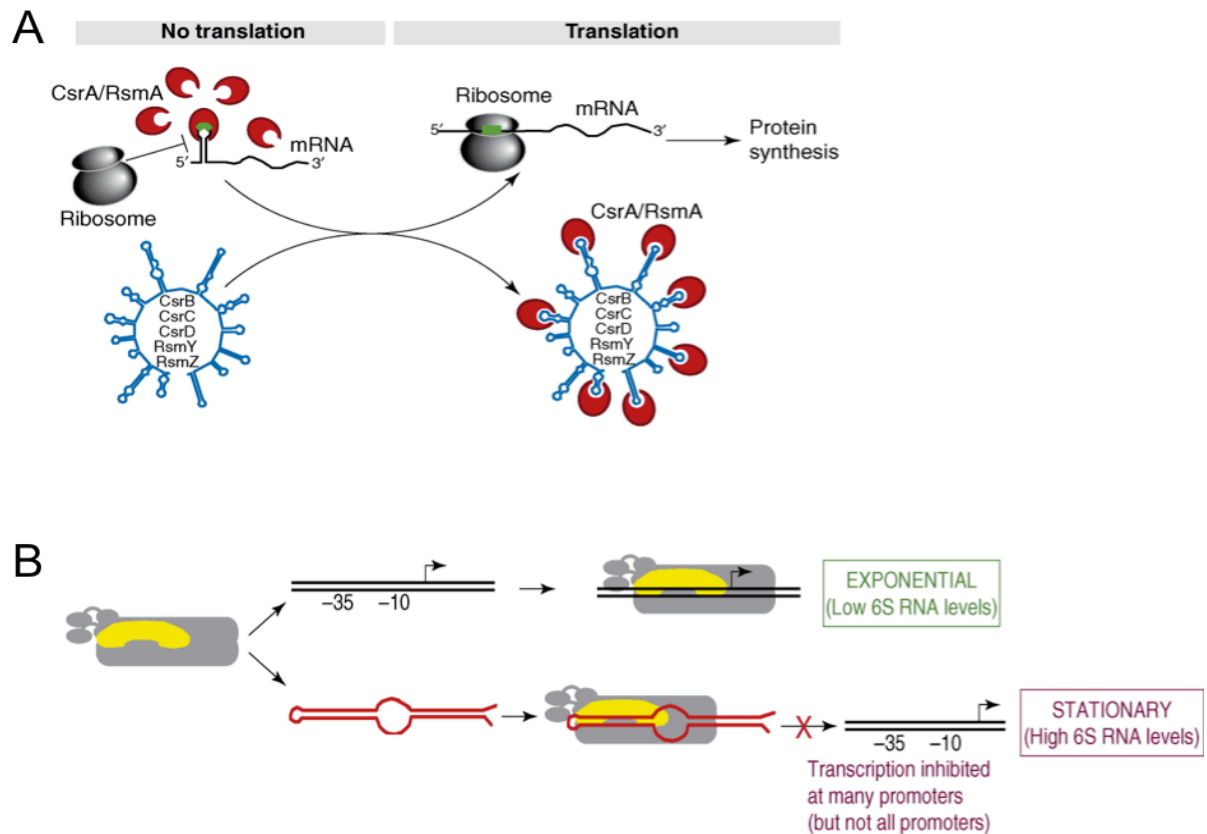 A
No translation
Translation
CsrA/RsmA
mRNA
5′
3′
Ribosome
Ribosome
mRNA
5′
3′
Protein
synthesis
CsrB
CsrC
CsrD
RsmY
RsmZ
CsrA/RsmA
CsrB
CsrC
CsrD
RsmY
RsmZ
B
−35 −10
EXPONENTIAL
(Low 6S RNA levels)
X
−35 −10
Transcription inhibited
at many promoters
(but not all promoters)
STATIONARY
(High 6S RNA levels)